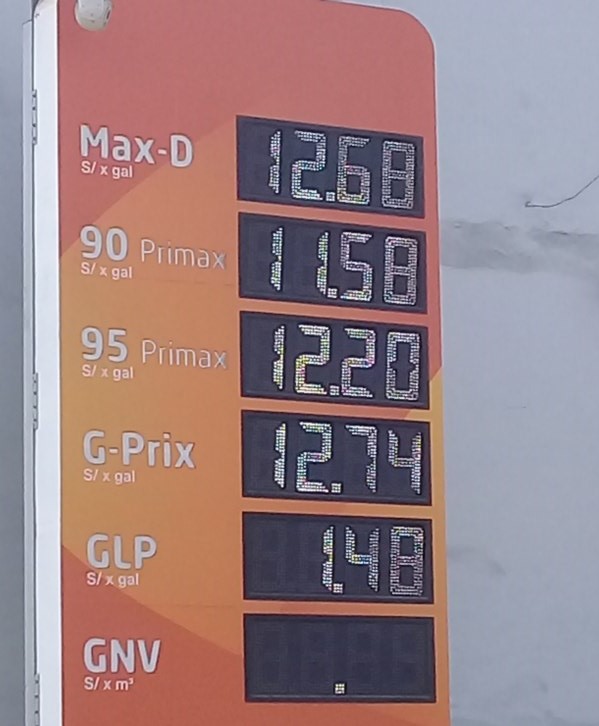 Max-D 12.68
S/ x gal
90 Primax 11.58
S/ x gal
95 Primax 12.20
S/ x gal
G-Prix 12.74
S/ x gal
GLP 1.48
S/ x gal
GNV .
S/ x m³